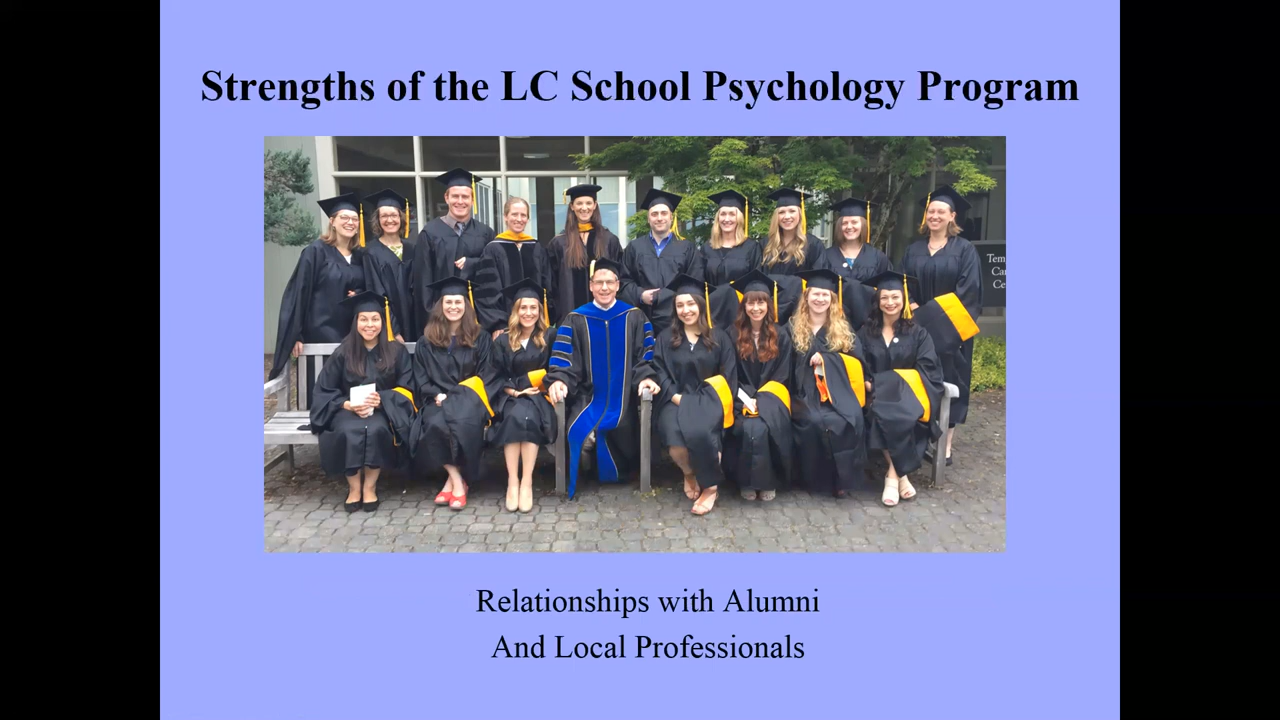 Strengths of the LC School Psychology Program
Relationships with Alumni
And Local Professionals